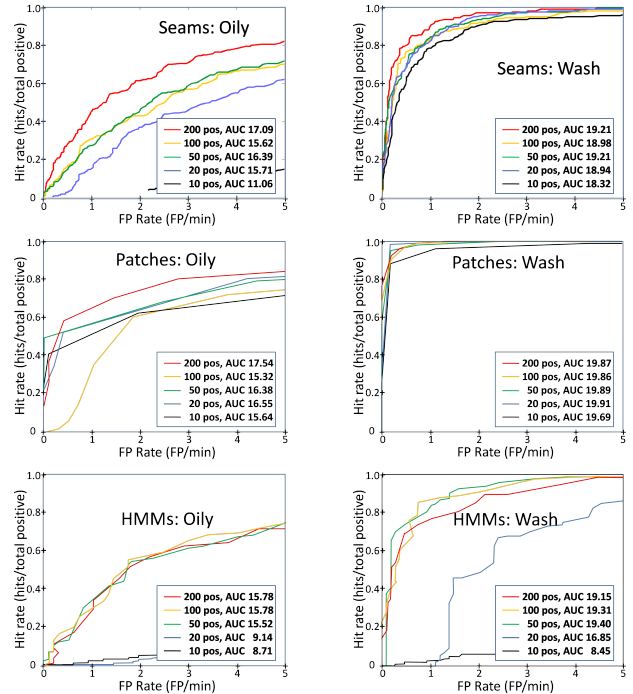 Seams: Oily
Hit rate (hits/total positive)
1.0
0.8
0.6
0.4
0.2
0
200 pos, AUC 17.09
100 pos, AUC 15.62
50 pos, AUC 16.39
20 pos, AUC 15.71
10 pos, AUC 11.06
0 1 2 3 4 5
FP Rate (FP/min)
Seams: Wash
Hit rate (hits/total positive)
1.0
0.8
0.6
0.4
0.2
0
200 pos, AUC 19.21
100 pos, AUC 18.98
50 pos, AUC 19.21
20 pos, AUC 18.94
10 pos, AUC 18.32
0 1 2 3 4 5
FP Rate (FP/min)
Patches: Oily
Hit rate (hits/total positive)
1.0
0.8
0.6
0.4
0.2
0
200 pos, AUC 17.54
100 pos, AUC 15.32
50 pos, AUC 16.38
20 pos, AUC 16.55
10 pos, AUC 15.64
0 1 2 3 4 5
FP Rate (FP/min)
Patches: Wash
Hit rate (hits/total positive)
1.0
0.8
0.6
0.4
0.2
0
200 pos, AUC 19.87
100 pos, AUC 19.86
50 pos, AUC 19.89
20 pos, AUC 19.91
10 pos, AUC 19.69
0 1 2 3 4 5
FP Rate (FP/min)
HMMs: Oily
Hit rate (hits/total positive)
1.0
0.8
0.6
0.4
0.2
0
200 pos, AUC 15.78
100 pos, AUC 15.78
50 pos, AUC 15.52
20 pos, AUC 9.14
10 pos, AUC 8.71
0 1 2 3 4 5
FP Rate (FP/min)
HMMs: Wash
Hit rate (hits/total positive)
1.0
0.8
0.6
0.4
0.2
0
200 pos, AUC 19.15
100 pos, AUC 19.31
50 pos, AUC 19.40
20 pos, AUC 16.85
10 pos, AUC 8.45
0 1 2 3 4 5
FP Rate (FP/min)